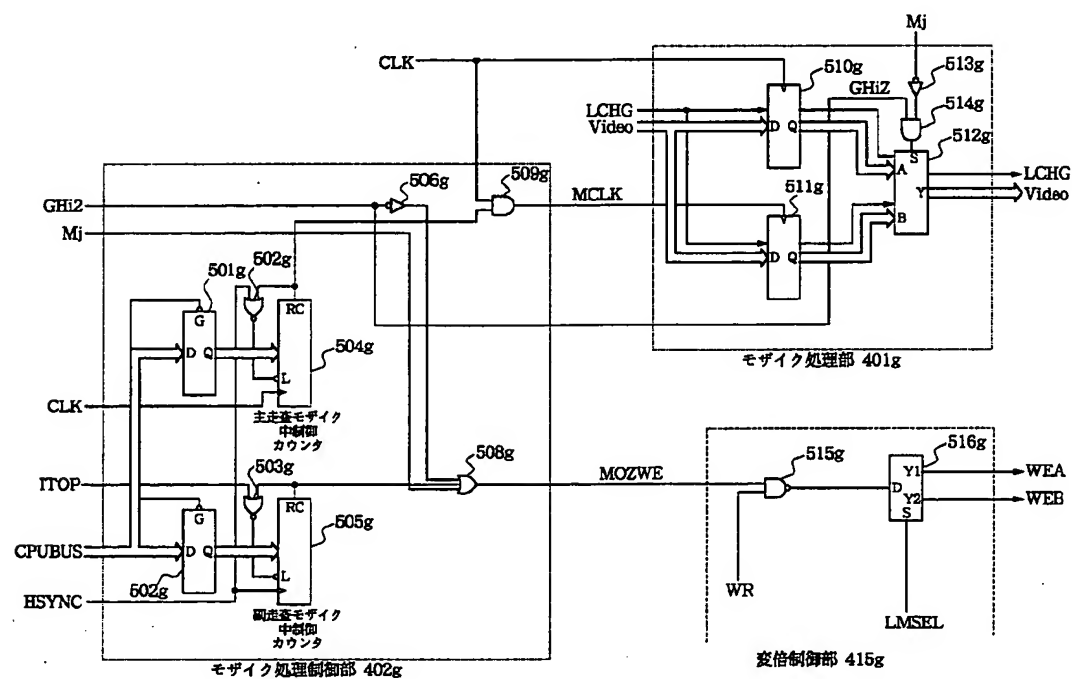 Mj
CLK
510g
513g
GHiZ
514g
LCHG
Video
D Q
S
512g
A
LCHG
Y
Video
B
506g
509g
GHi2
MCLK
511g
Mj
D Q
501g
502g
G
RC
D Q
504g
L
モザイク処理部 401g
CLK
主走査モザイク
中制御
カウンタ
503g
508g
515g
516g
ITOP
MOZWE
Y1
WEA
G
RC
D
Y2
WEB
505g
S
CPUBUS
D Q
502g
L
WR
HSYNC
LMSEL
副走査モザイク
中制御
カウンタ
モザイク処理制御部 402g
変倍制御部 415g